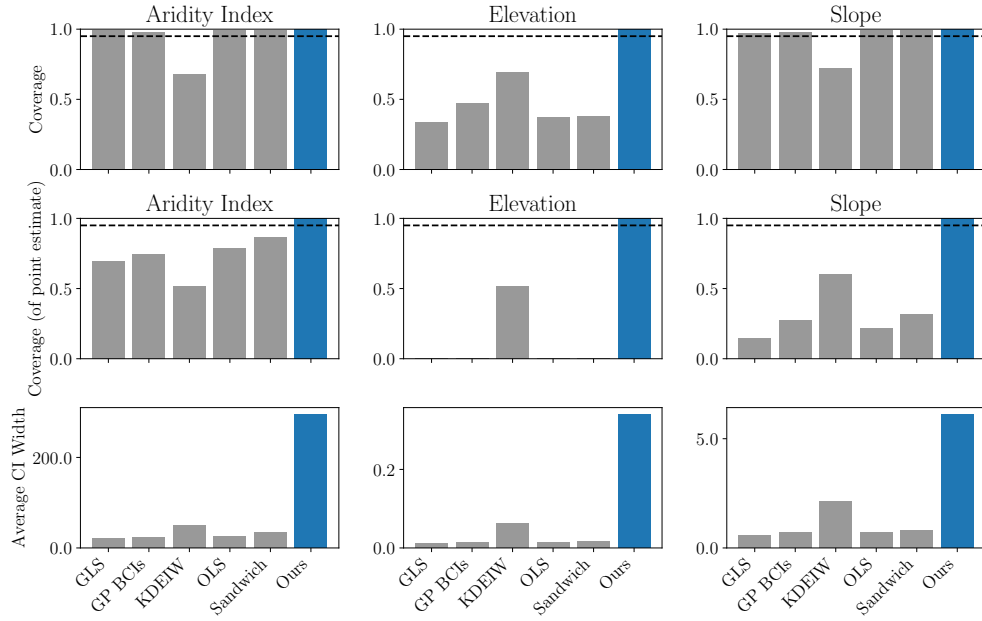 Aridity Index
Elevation
Slope
Coverage
1.0
0.5
0.0
1.0
0.5
0.0
1.0
0.5
0.0
Aridity Index
Elevation
Slope
Coverage (of point estimate)
1.0
0.5
0.0
1.0
0.5
0.0
1.0
0.5
0.0
Average CI Width
200.0
0.0
0.2
0.0
5.0
0.0
GLS
GP BCIs
KDEIW
OLS
Sandwich
Ours
GLS
GP BCIs
KDEIW
OLS
Sandwich
Ours
GLS
GP BCIs
KDEIW
OLS
Sandwich
Ours